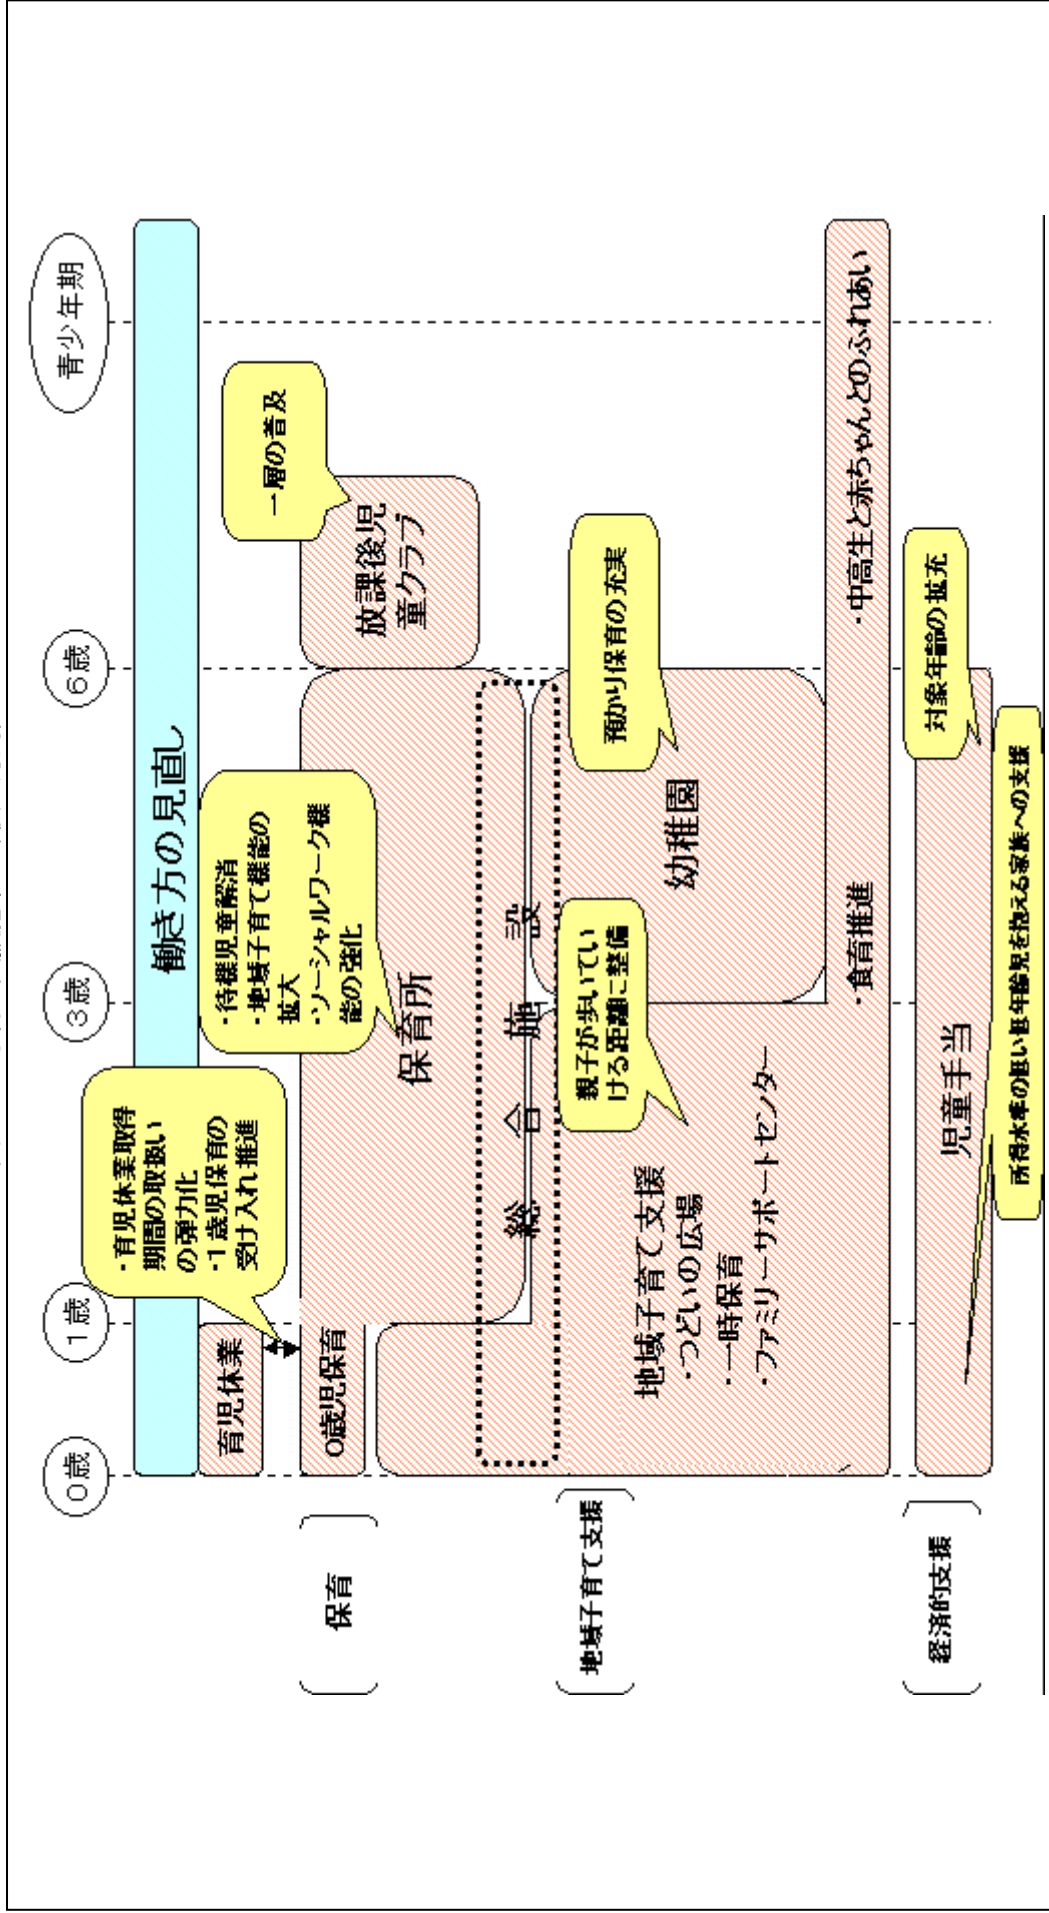 0歳
1歳
3歳
6歳
青少年期
働き方の見直し
・育児休業取得
期間の取扱い
の弾力化
・1歳児保育の
受け入れ推進
育児休業
・待機児童解消
・地域子育て機能の
拡大
・ソーシャルワーク機
能の強化
一層の普及
〔保育〕
0歳児保育
保育所
放課後児
童クラブ
総合施設
〔地域子育て支援〕
親子が歩いてい
ける距離に整備
預かり保育の充実
地域子育て支援
・つどいの広場
・一時保育
・ファミリーサポートセンター
幼稚園
・食育推進
・中高生と赤ちゃんとのふれあい
〔経済的支援〕
対象年齢の拡充
児童手当
所得水準の低い低年齢児を抱える家族への支援